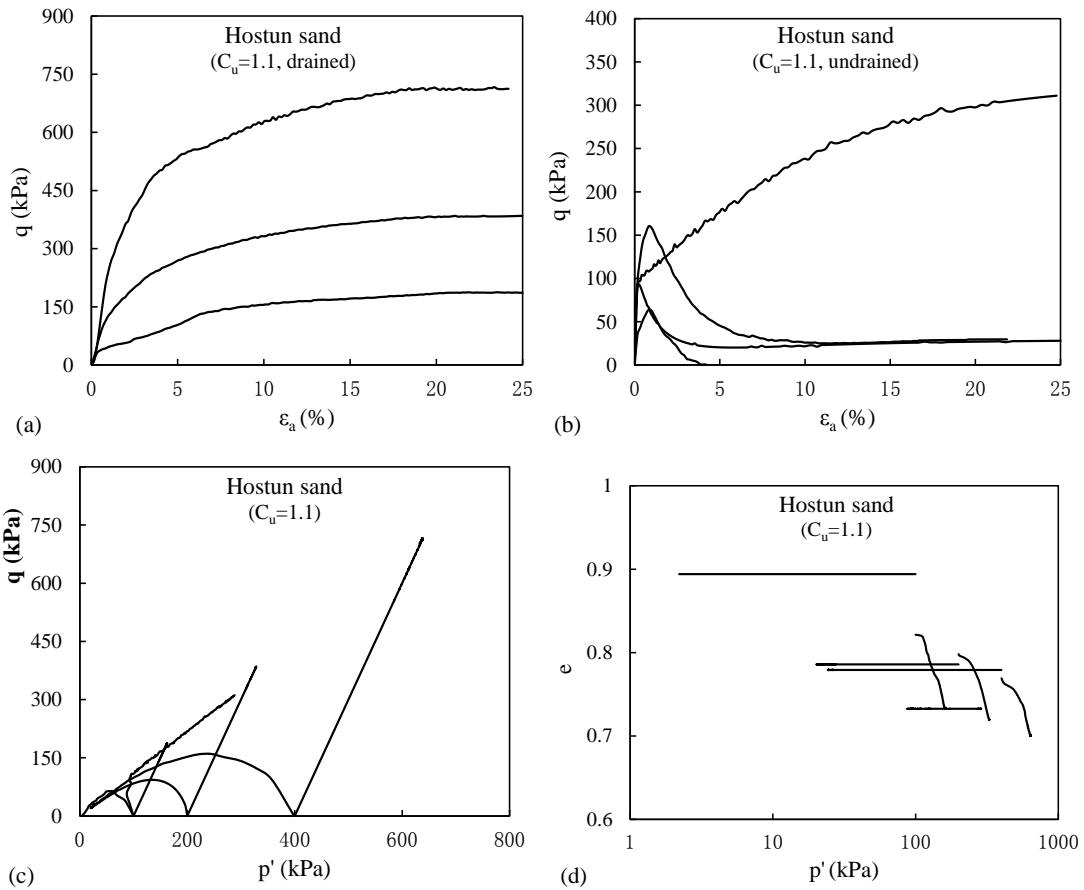 900
750
600
450
300
150
0
q (kPa)
Hostun sand
(Cu=1.1, drained)
0 5 10 15 20 25
εa (%)
(a)
400
350
300
250
200
150
100
50
0
q (kPa)
Hostun sand
(Cu=1.1, undrained)
0 5 10 15 20 25
εa (%)
(b)
900
750
600
450
300
150
0
q (kPa)
Hostun sand
(Cu=1.1)
0 200 400 600 800
p' (kPa)
(c)
1
0.9
0.8
0.7
0.6
e
Hostun sand
(Cu=1.1)
1 10 100 1000
p' (kPa)
(d)